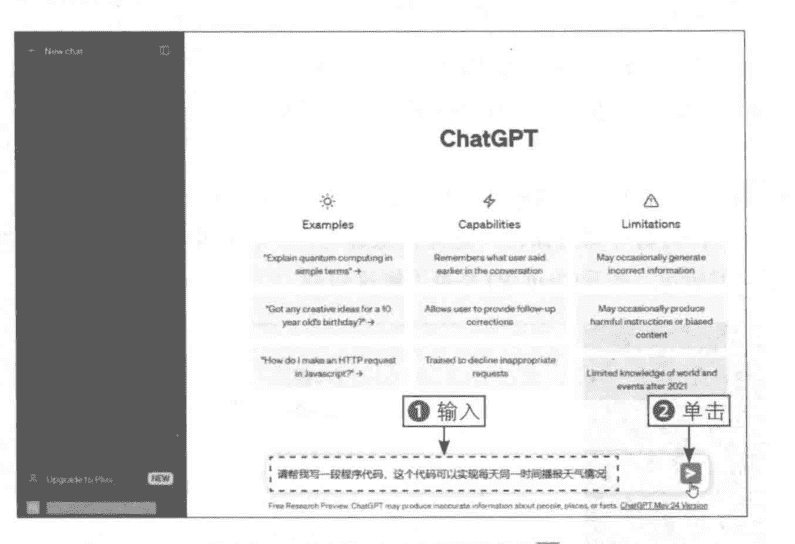 New chat
ChatGPT
Examples
Capabilities
Limitations
"Explain quantum computing in
simple terms" →
Remembers what user said
earlier in the conversation
May occasionally generate
incorrect information
"Got any creative ideas for a 10
year old's birthday?" →
Allows user to provide follow-up
corrections
May occasionally produce
harmful instructions or biased
content
"How do I make an HTTP request
in Javascript?" →
Trained to decline inappropriate
requests
Limited knowledge of world and
events after 2021
❶ 输入
❷ 单击
请帮我写一段程序代码，这个代码可以实现每天同一时间播报天气情况
Upgrade to Plus
NEW
Free Research Preview. ChatGPT may produce inaccurate information about people, places, or facts. ChatGPT May 24 Version